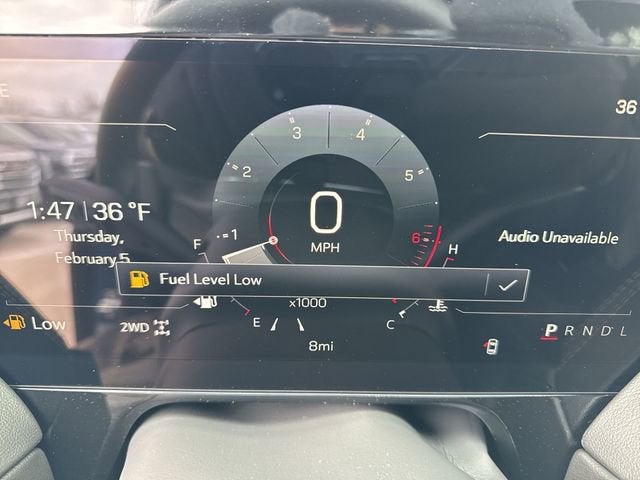 E
36
3 4
2 5
1:47 | 36 °F
Thursday,
February 5
0
MPH
1 6
F H
Audio Unavailable
Fuel Level Low
x1000
Low
2WD
E C
P R N D L
8mi